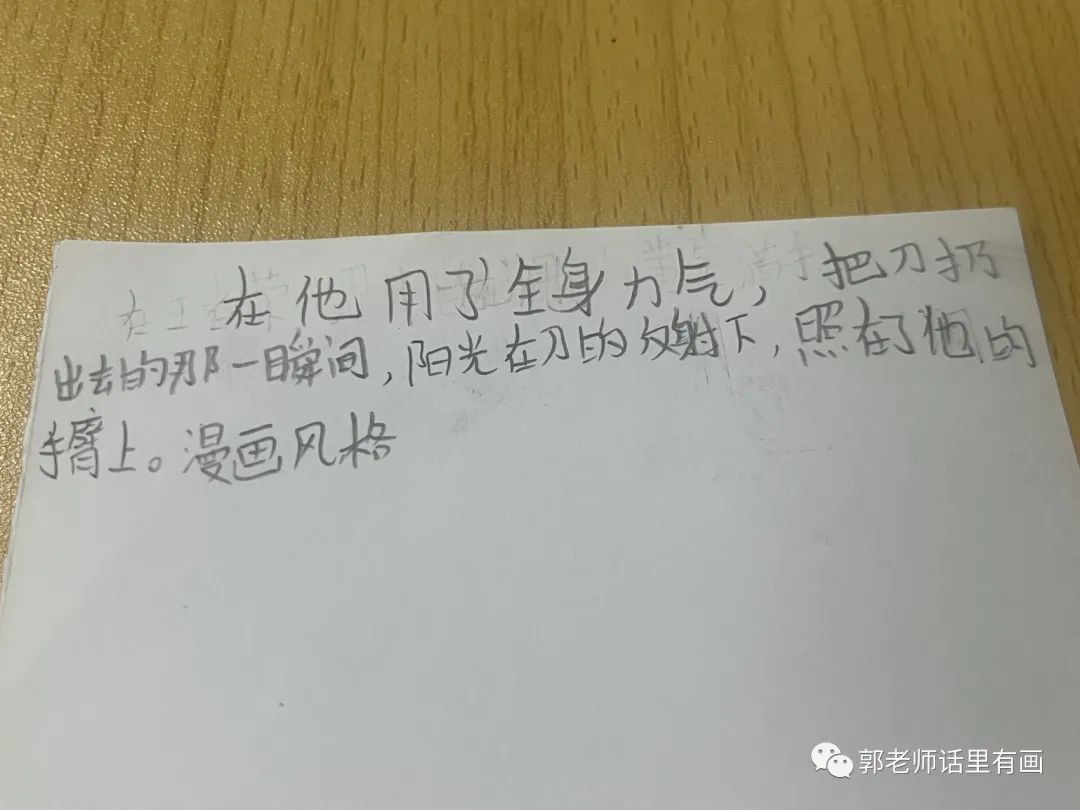 在他用了全身力气，把刀扔
出去的那一瞬间，阳光在刀的反射下，照在了他的
手臂上。漫画风格
郭老师话里有画